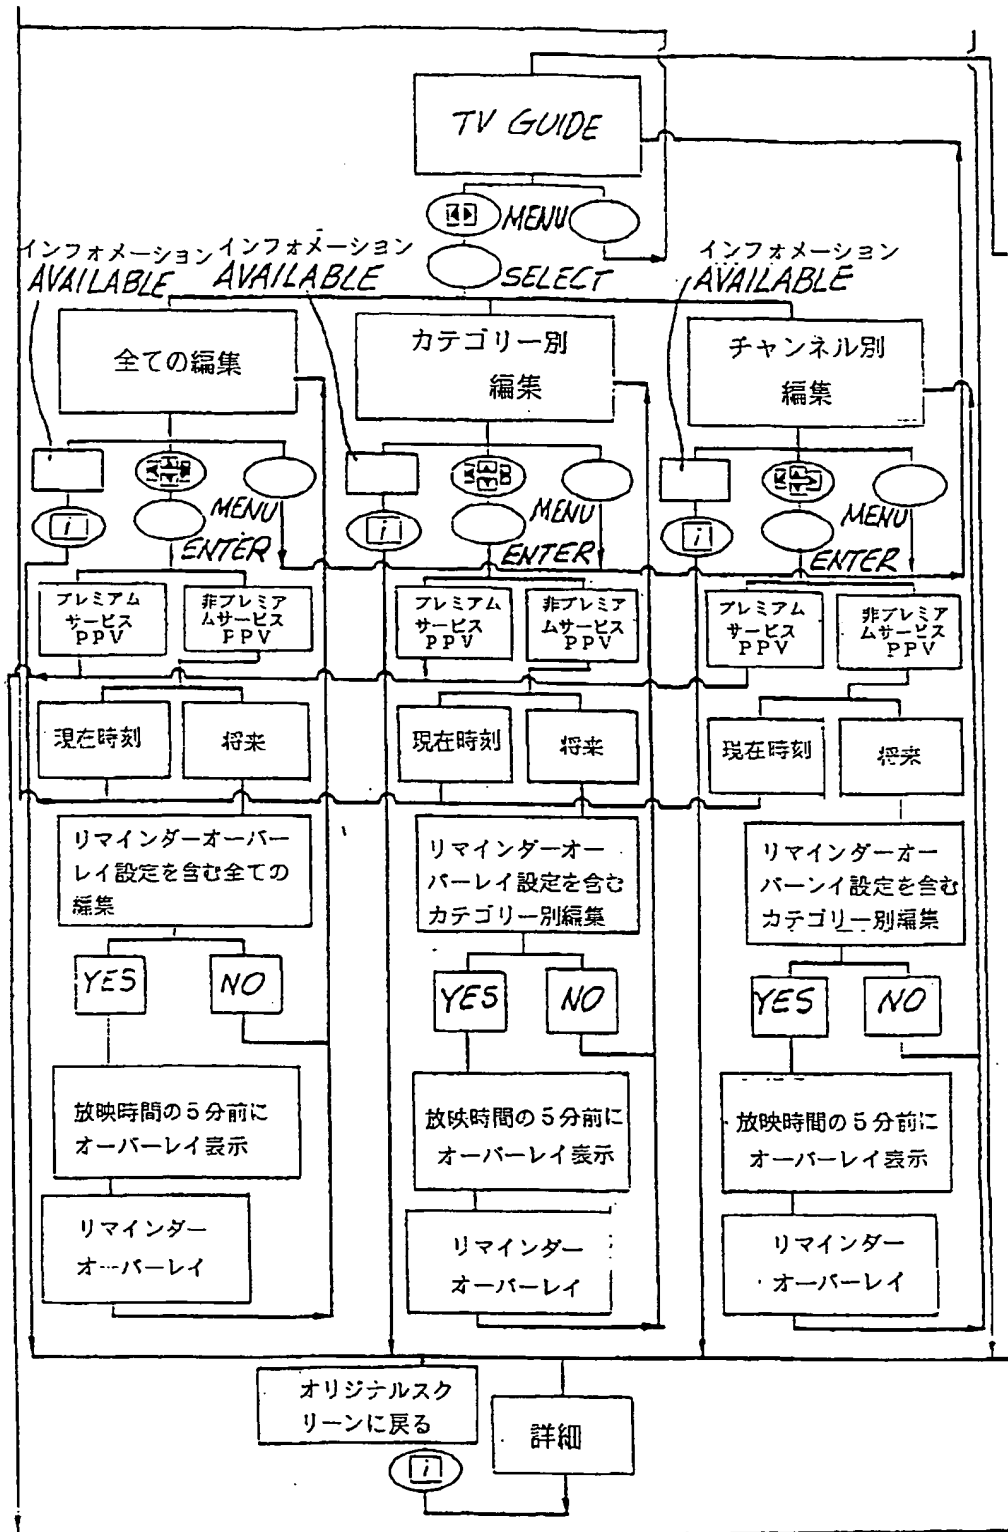 TV GUIDE
MENU
SELECT
インフォメーション
AVAILABLE
インフォメーション
AVAILABLE
インフォメーション
AVAILABLE
全ての編集
カテゴリー別
編集
チャンネル別
編集
i
MENU
ENTER
i
MENU
ENTER
i
MENU
ENTER
プレミアム
サービス
PPV
非プレミア
ムサービス
PPV
プレミアム
サービス
PPV
非プレミア
ムサービス
PPV
プレミアム
サービス
PPV
非プレミア
ムサービス
PPV
現在時刻
将来
現在時刻
将来
現在時刻
将来
リマインダーオーバー
レイ設定を含む全ての
編集
リマインダーオー
バーレイ設定を含む
カテゴリー別編集
リマインダーオー
バーンイ設定を含む
カテゴリー別編集
YES
NO
YES
NO
YES
NO
放映時間の5分前に
オーバーレイ表示
放映時間の5分前に
オーバーレイ表示
放映時間の5分前に
オーバーレイ表示
リマインダー
オーバーレイ
リマインダー
オーバーレイ
リマインダー
オーバーレイ
オリジナルスク
リーンに戻る
詳細
i